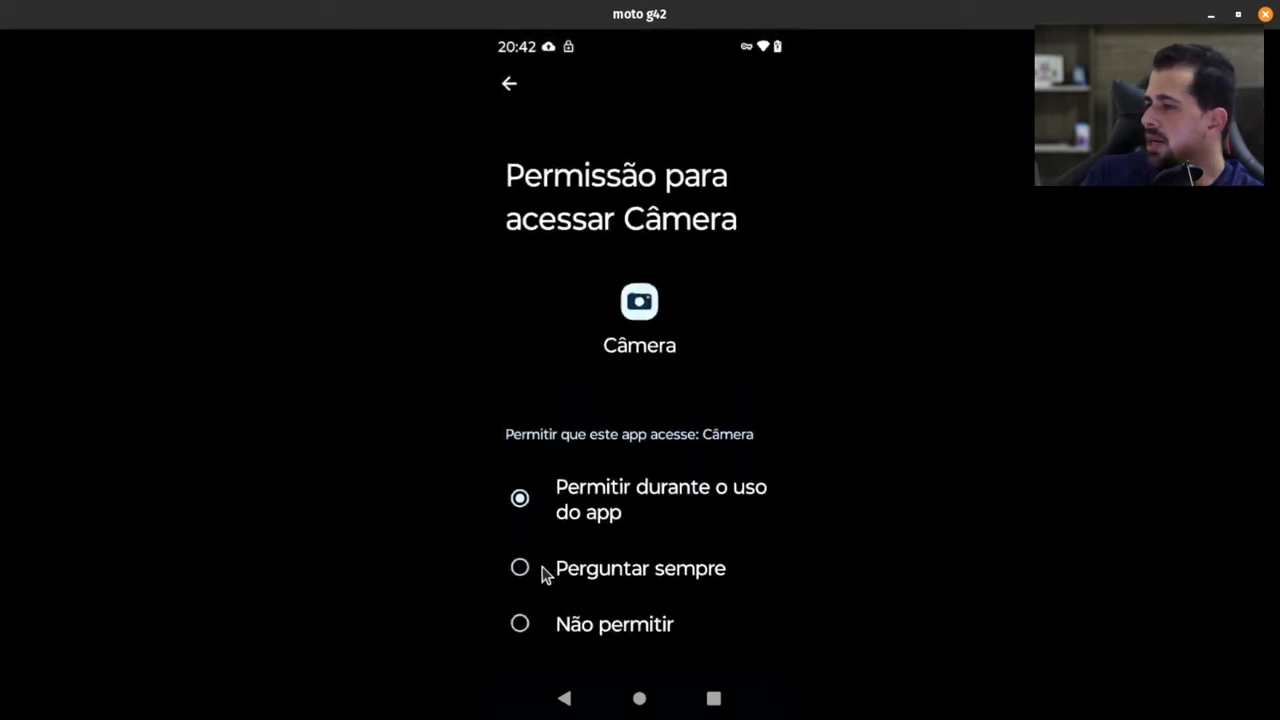 moto g42
20:42
Permissão para
acessar Câmera
Câmera
Permitir que este app acesse: Câmera
Permitir durante o uso
do app
Perguntar sempre
Não permitir